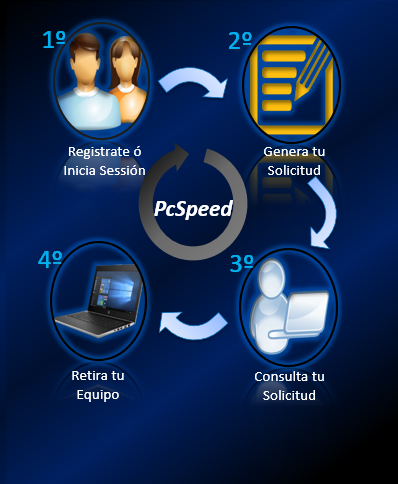 1º
Registrate ó
Inicia Sessión
2º
Genera tu
Solicitud
PcSpeed
3º
Consulta tu
Solicitud
4º
Retira tu
Equipo